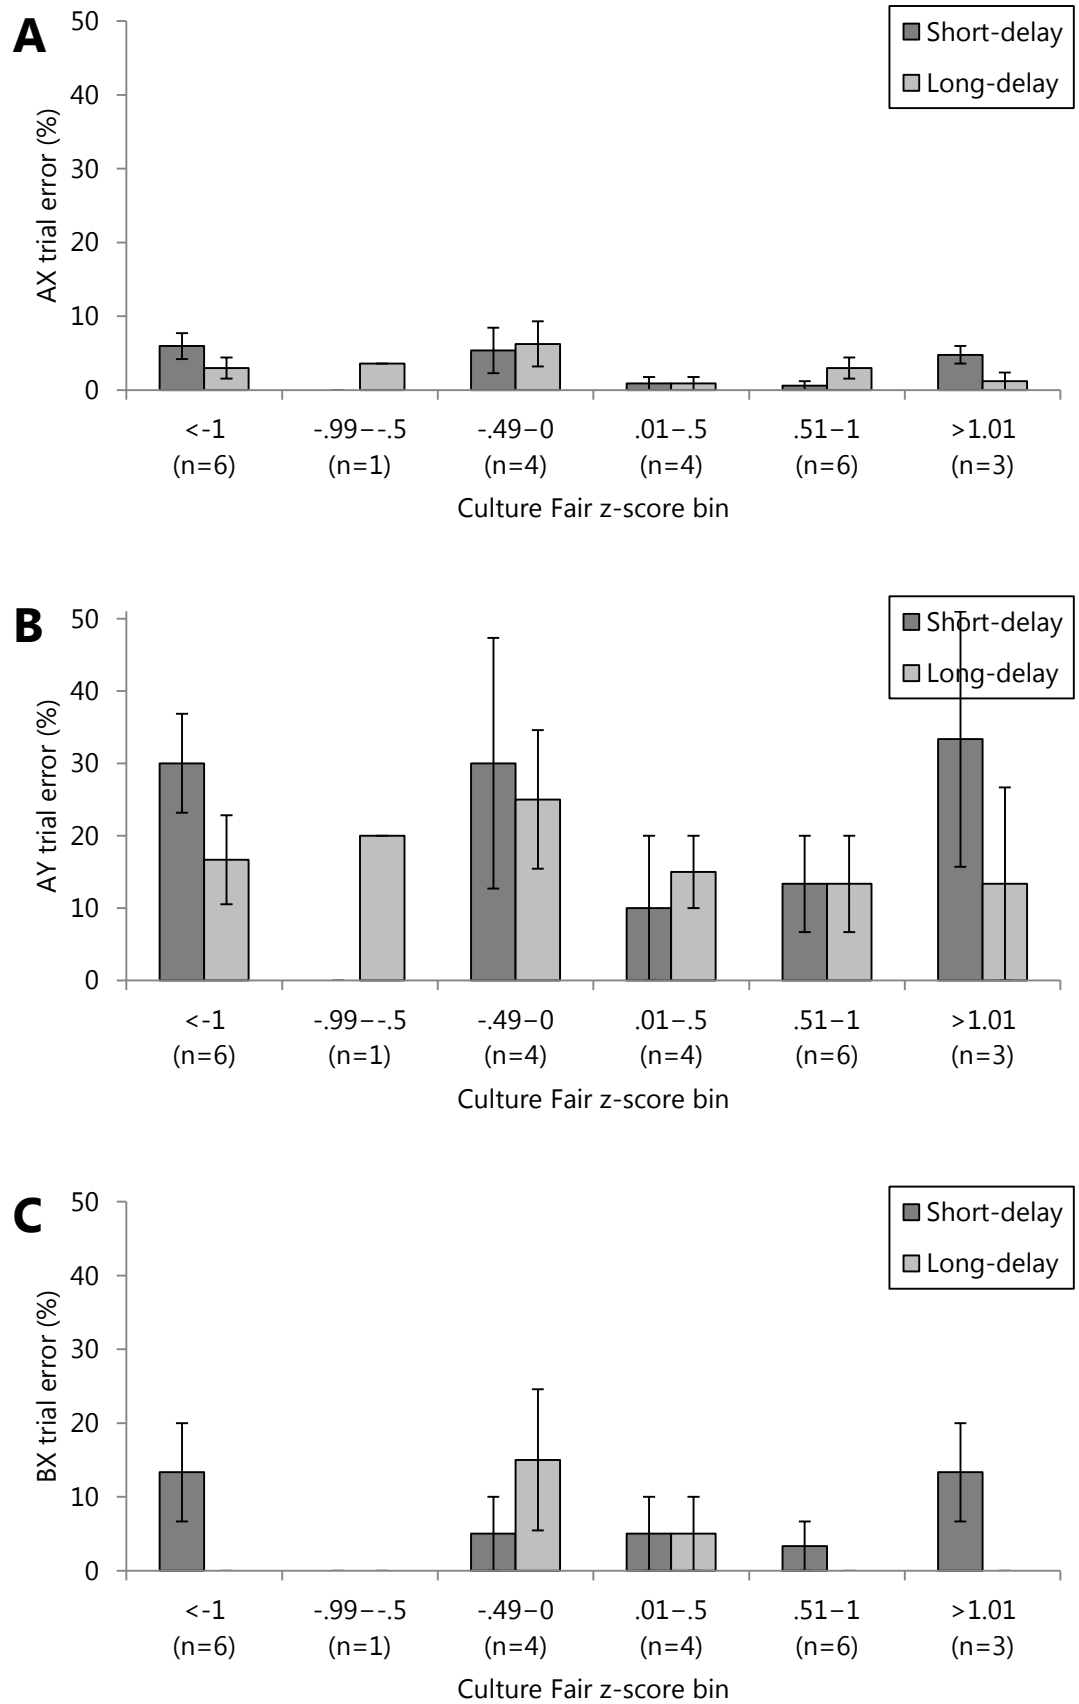 A
50
40
30
20
10
0
AX trial error (%)
Short-delay
Long-delay
<-1 -.99–-.5 -.49–0 .01–.5 .51–1 >1.01
(n=6) (n=1) (n=4) (n=4) (n=6) (n=3)
Culture Fair z-score bin
B
50
40
30
20
10
0
AY trial error (%)
Short-delay
Long-delay
<-1 -.99–-.5 -.49–0 .01–.5 .51–1 >1.01
(n=6) (n=1) (n=4) (n=4) (n=6) (n=3)
Culture Fair z-score bin
C
50
40
30
20
10
0
BX trial error (%)
Short-delay
Long-delay
<-1 -.99–-.5 -.49–0 .01–.5 .51–1 >1.01
(n=6) (n=1) (n=4) (n=4) (n=6) (n=3)
Culture Fair z-score bin